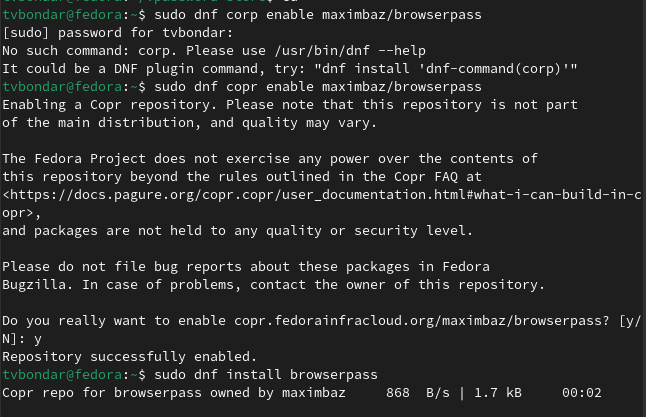 tvbondar@fedora:~$ sudo dnf corp enable maximbaz/browserpass
[sudo] password for tvbondar:
No such command: corp. Please use /usr/bin/dnf --help
It could be a DNF plugin command, try: "dnf install 'dnf-command(corp)'"
tvbondar@fedora:~$ sudo dnf copr enable maximbaz/browserpass
Enabling a Copr repository. Please note that this repository is not part
of the main distribution, and quality may vary.

The Fedora Project does not exercise any power over the contents of
this repository beyond the rules outlined in the Copr FAQ at
<https://docs.pagure.org/copr.copr/user_documentation.html#what-i-can-build-in-c
opr>,
and packages are not held to any quality or security level.

Please do not file bug reports about these packages in Fedora
Bugzilla. In case of problems, contact the owner of this repository.

Do you really want to enable copr.fedorainfracloud.org/maximbaz/browserpass? [y/
N]: y
Repository successfully enabled.
tvbondar@fedora:~$ sudo dnf install browserpass
Copr repo for browserpass owned by maximbaz     868  B/s | 1.7 kB     00:02